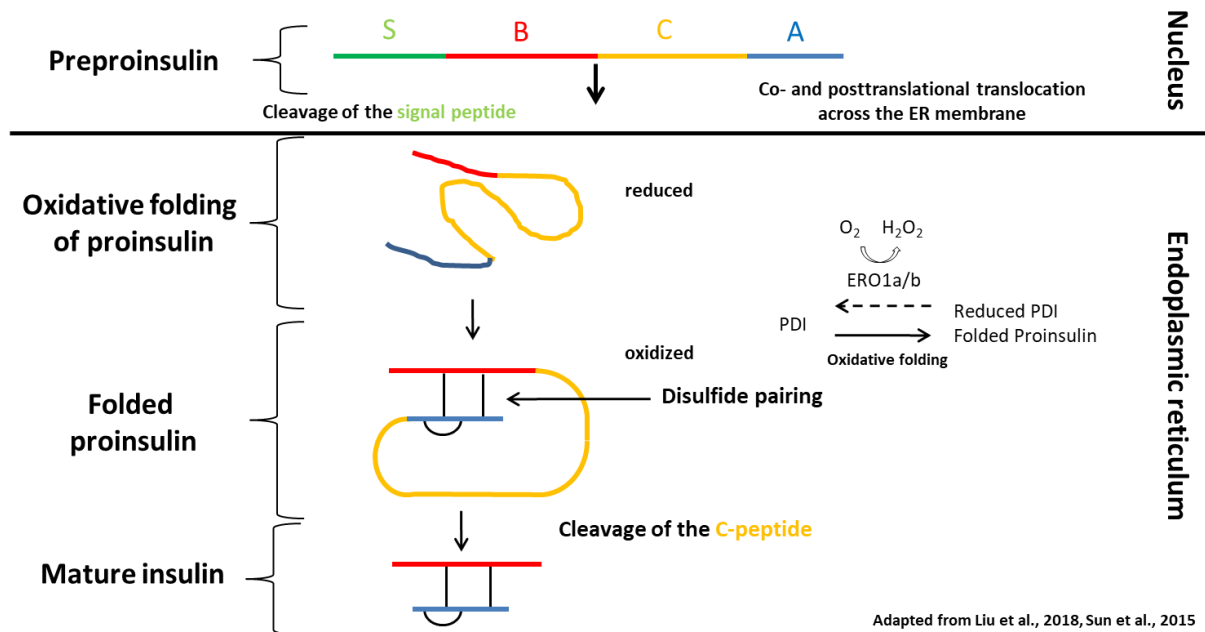 S B C A
Preproinsulin
Nucleus
Cleavage of the signal peptide
Co- and posttranslational translocation
across the ER membrane
Oxidative folding
of proinsulin
reduced
O₂ H₂O₂
ERO1a/b
PDI
Reduced PDI
Folded Proinsulin
Oxidative folding
Endoplasmic reticulum
oxidized
Disulfide pairing
Folded
proinsulin
Cleavage of the C-peptide
Mature insulin
Adapted from Liu et al., 2018, Sun et al., 2015